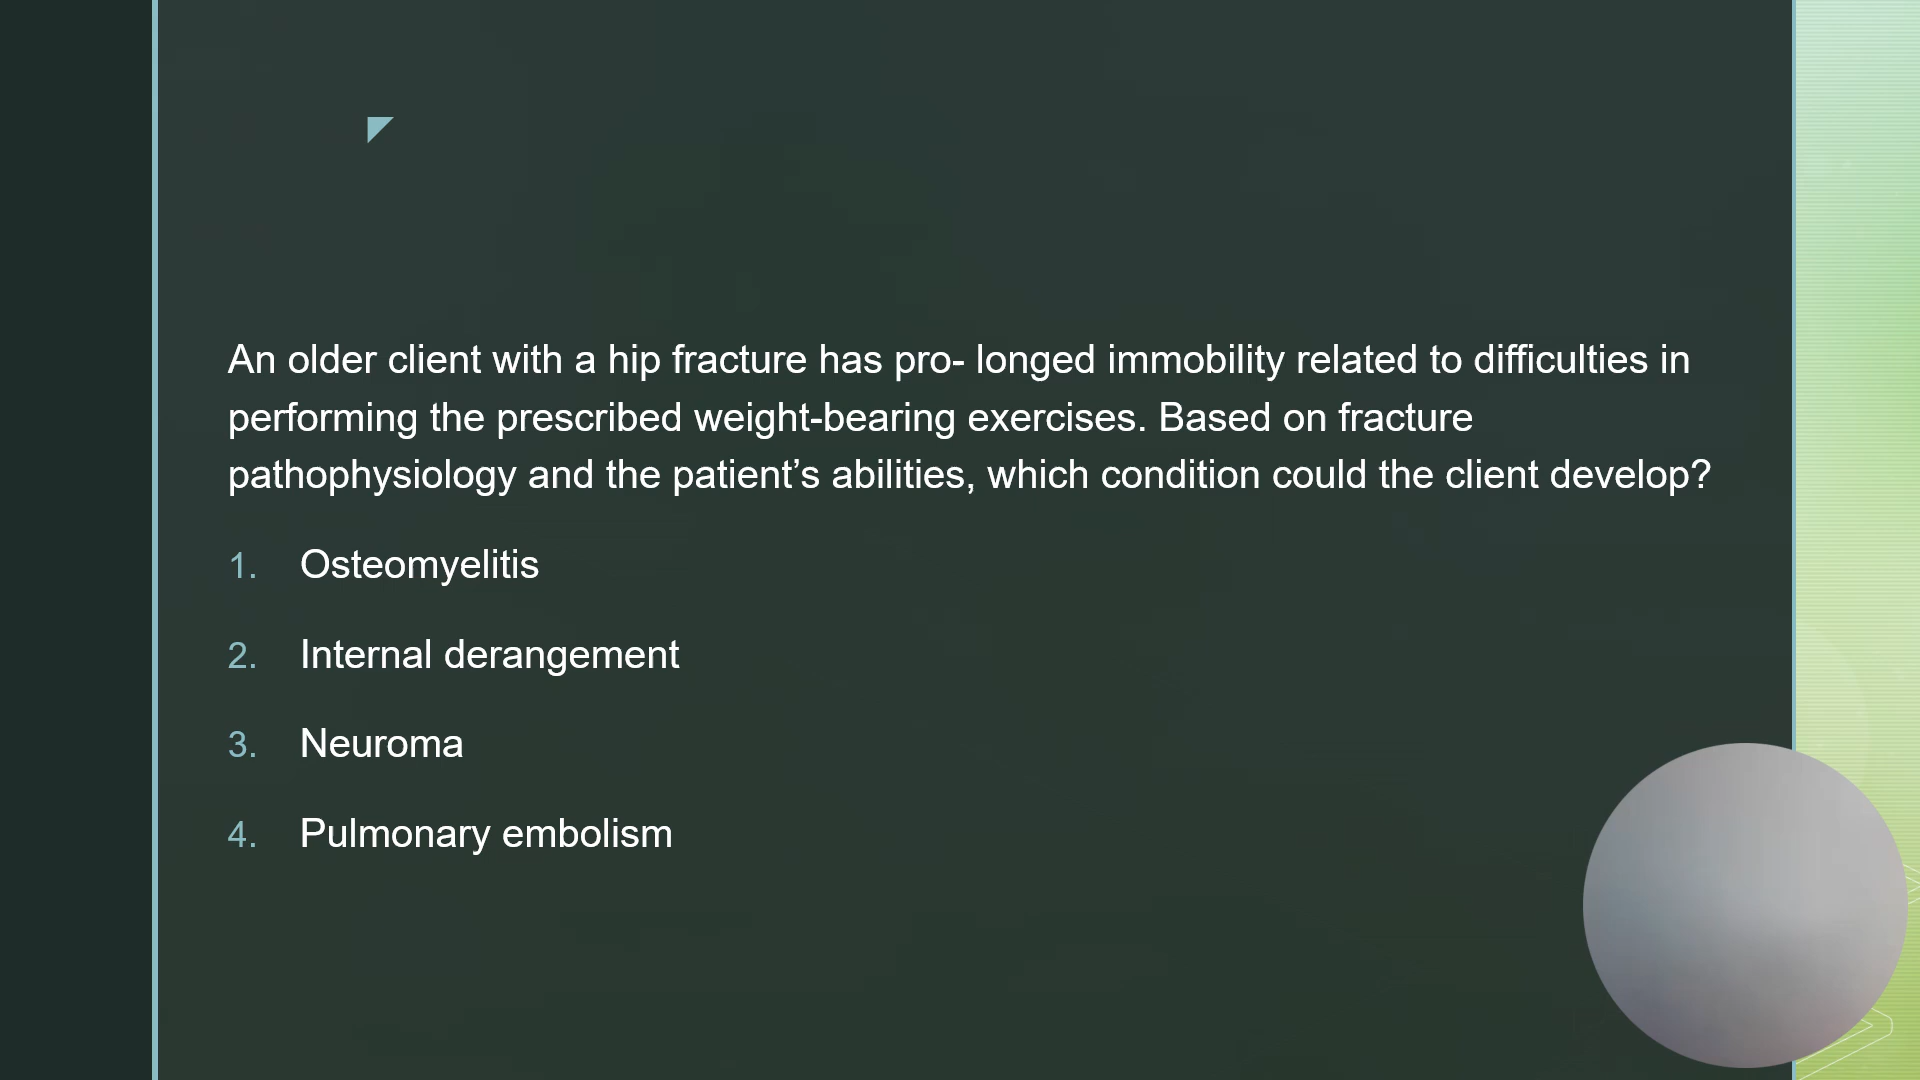 An older client with a hip fracture has pro- longed immobility related to difficulties in
performing the prescribed weight-bearing exercises. Based on fracture
pathophysiology and the patient’s abilities, which condition could the client develop?
1. Osteomyelitis
2. Internal derangement
3. Neuroma
4. Pulmonary embolism